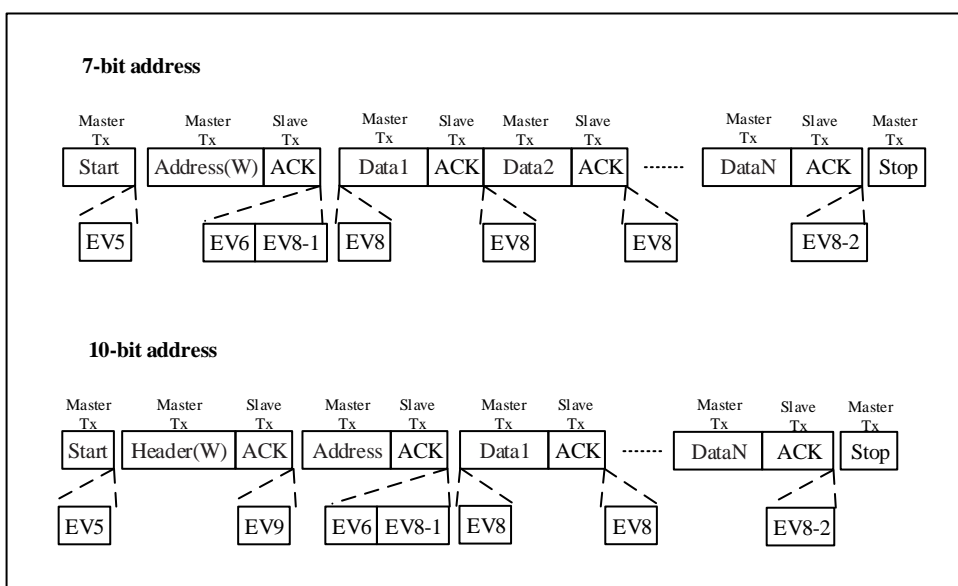 7-bit address
Master Master Slave Master Slave Master Slave Master Slave Master
Tx Tx Tx Tx Tx Tx Tx Tx Tx Tx
Start Address(W) ACK Data1 ACK Data2 ACK ........ DataN ACK Stop
EV5 EV6 EV8-1 EV8 EV8 EV8 EV8-2
10-bit address
Master Master Slave Master Slave Master Slave Master Slave Master
Tx Tx Tx Tx Tx Tx Tx Tx Tx Tx
Start Header(W) ACK Address ACK Data1 ACK ........ DataN ACK Stop
EV5 EV9 EV6 EV8-1 EV8 EV8 EV8-2